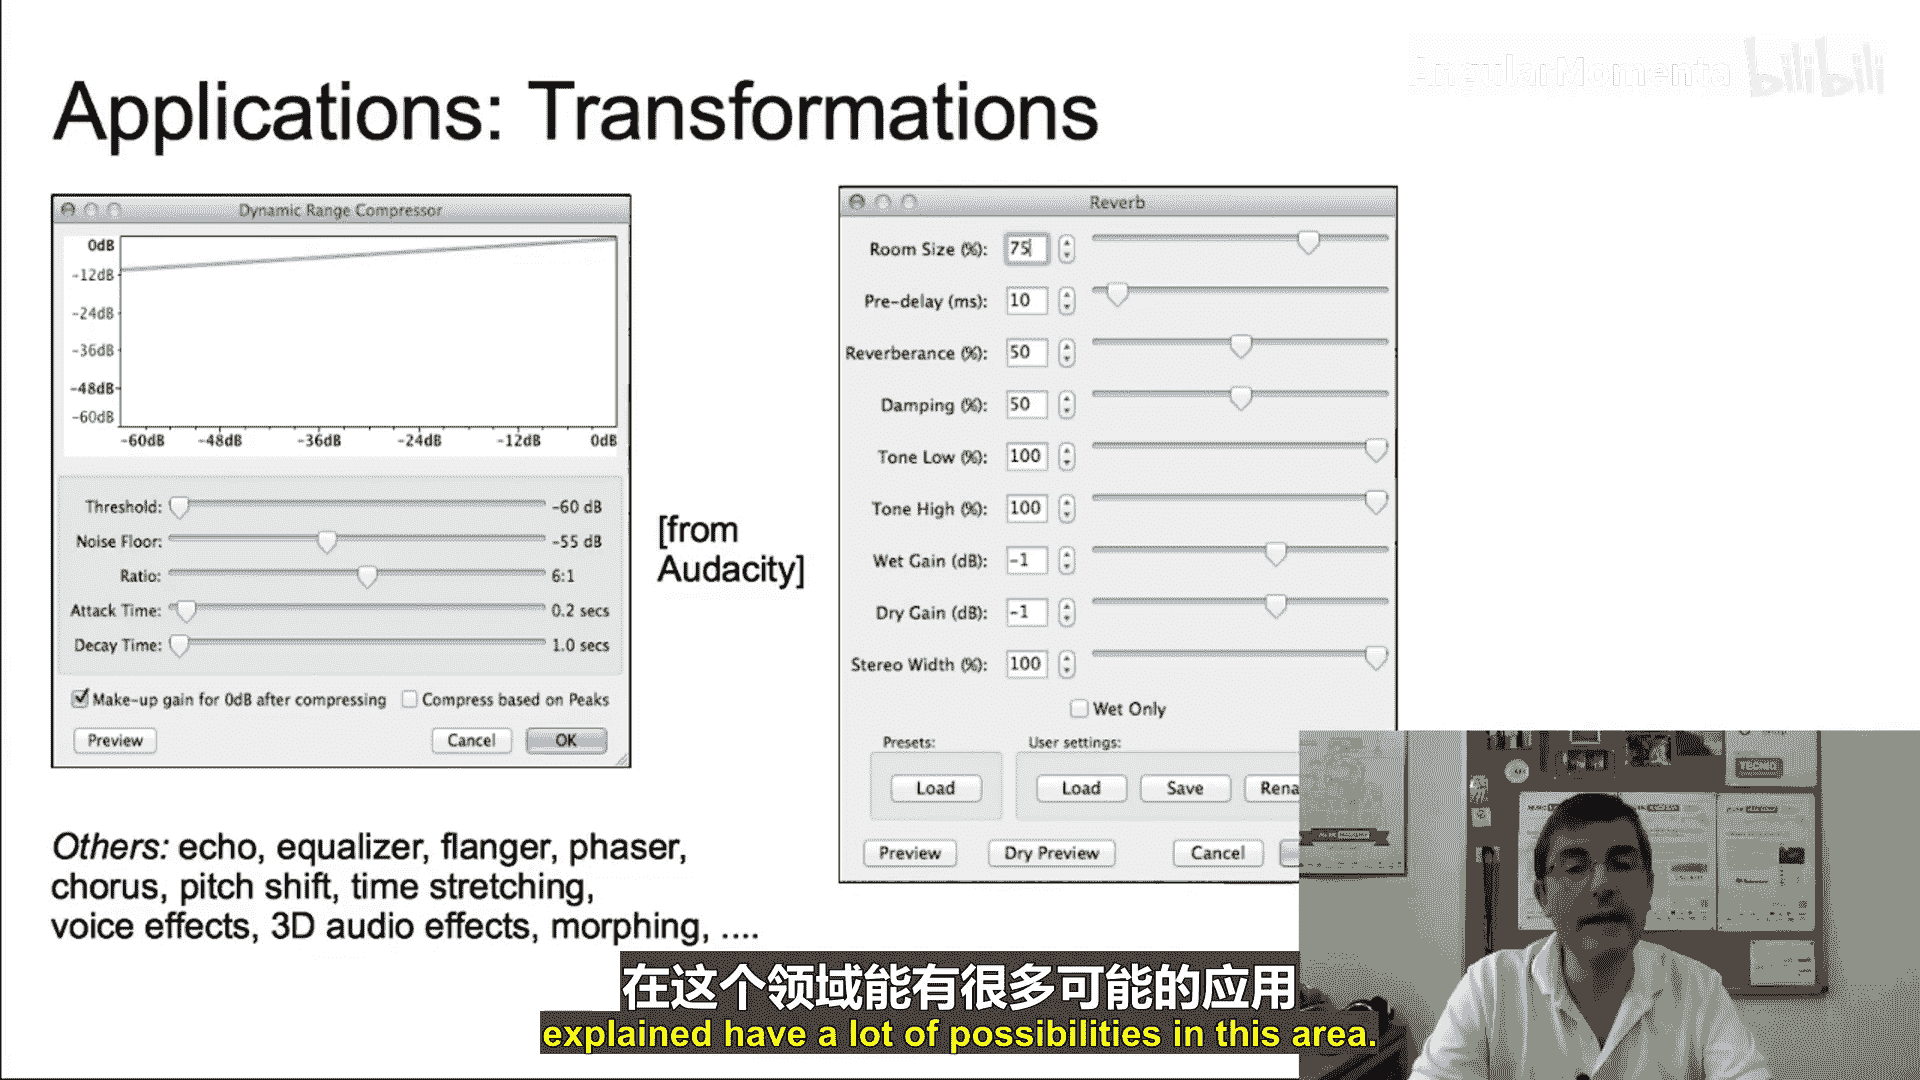 AngularMomenta bilibili
Applications: Transformations
Dynamic Range Compressor
0dB
-12dB
-24dB
-36dB
-48dB
-60dB
-60dB -48dB -36dB -24dB -12dB 0dB
Threshold: -60 dB
Noise Floor: -55 dB
Ratio: 6:1
Attack Time: 0.2 secs
Decay Time: 1.0 secs
Make-up gain for 0dB after compressing Compress based on Peaks
Preview Cancel OK
[from
Audacity]
Reverb
Room Size (%): 75
Pre-delay (ms): 10
Reverberance (%): 50
Damping (%): 50
Tone Low (%): 100
Tone High (%): 100
Wet Gain (dB): -1
Dry Gain (dB): -1
Stereo Width (%): 100
Wet Only
Presets: User settings:
Load Load Save Rena
Preview Dry Preview Cancel
Others: echo, equalizer, flanger, phaser,
chorus, pitch shift, time stretching,
voice effects, 3D audio effects, morphing, ....
TECNIO
在这个领域能有很多可能的应用
explained have a lot of possibilities in this area.